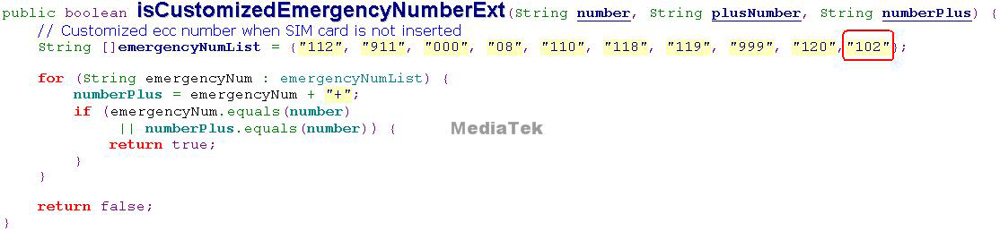 public boolean isCustomizedEmergencyNumberExt(String number, String plusNumber, String numberPlus) {
    // Customized ecc number when SIM card is not inserted
    String []emergencyNumList = {"112", "911", "000", "08", "110", "118", "119", "999", "120","102"};

    for (String emergencyNum : emergencyNumList) {
        numberPlus = emergencyNum + "+";
        if (emergencyNum.equals(number)
             || numberPlus.equals(number)) {
            return true;
        }
    }

    return false;
}
MediaTek